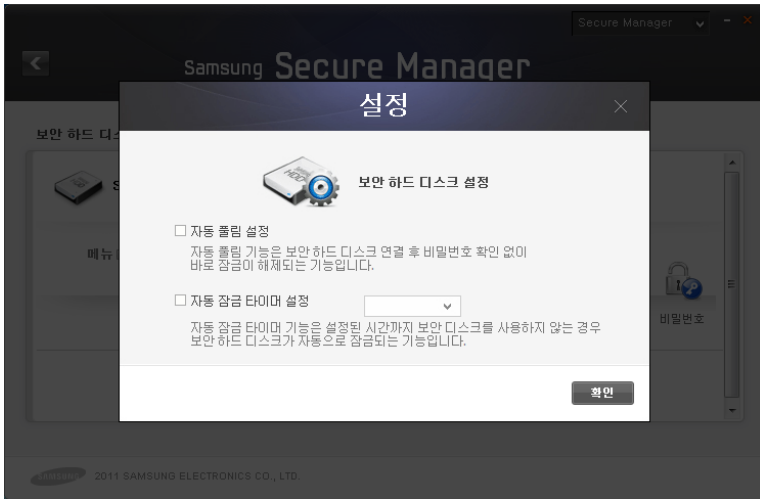 Secure Manager
Samsung Secure Manager
설정
보안 하드 디스
보안 하드 디스크 설정
HDD
S
자동 풀림 설정
자동 풀림 기능은 보안 하드 디스크 연결 후 비밀번호 확인 없이
바로 잠금이 해제되는 기능입니다.
메뉴
자동 잠금 타이머 설정
자동 잠금 타이머 기능은 설정된 시간까지 보안 디스크를 사용하지 않는 경우
보안 하드 디스크가 자동으로 잠금되는 기능입니다.
비밀번호
확인
SAMSUNG 2011 SAMSUNG ELECTRONICS CO., LTD.